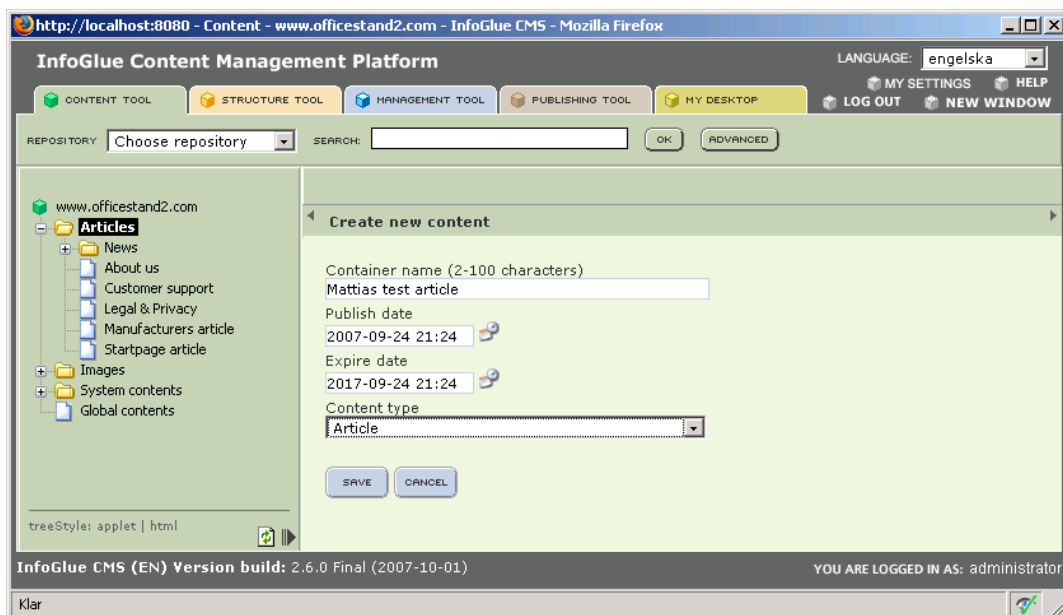 http://localhost:8080 - Content - www.officestand2.com - InfoGlue CMS - Mozilla Firefox
InfoGlue Content Management Platform
LANGUAGE: engelska
MY SETTINGS HELP
LOG OUT NEW WINDOW
CONTENT TOOL STRUCTURE TOOL MANAGEMENT TOOL PUBLISHING TOOL MY DESKTOP
REPOSITORY Choose repository SEARCH: OK ADVANCED
www.officestand2.com
Articles
News
About us
Customer support
Legal & Privacy
Manufacturers article
Startpage article
Images
System contents
Global contents
treeStyle: applet | html
Create new content
Container name (2-100 characters)
Mattias test article
Publish date
2007-09-24 21:24
Expire date
2017-09-24 21:24
Content type
Article
SAVE CANCEL
InfoGlue CMS (EN) Version build: 2.6.0 Final (2007-10-01) YOU ARE LOGGED IN AS: administrator
Klar